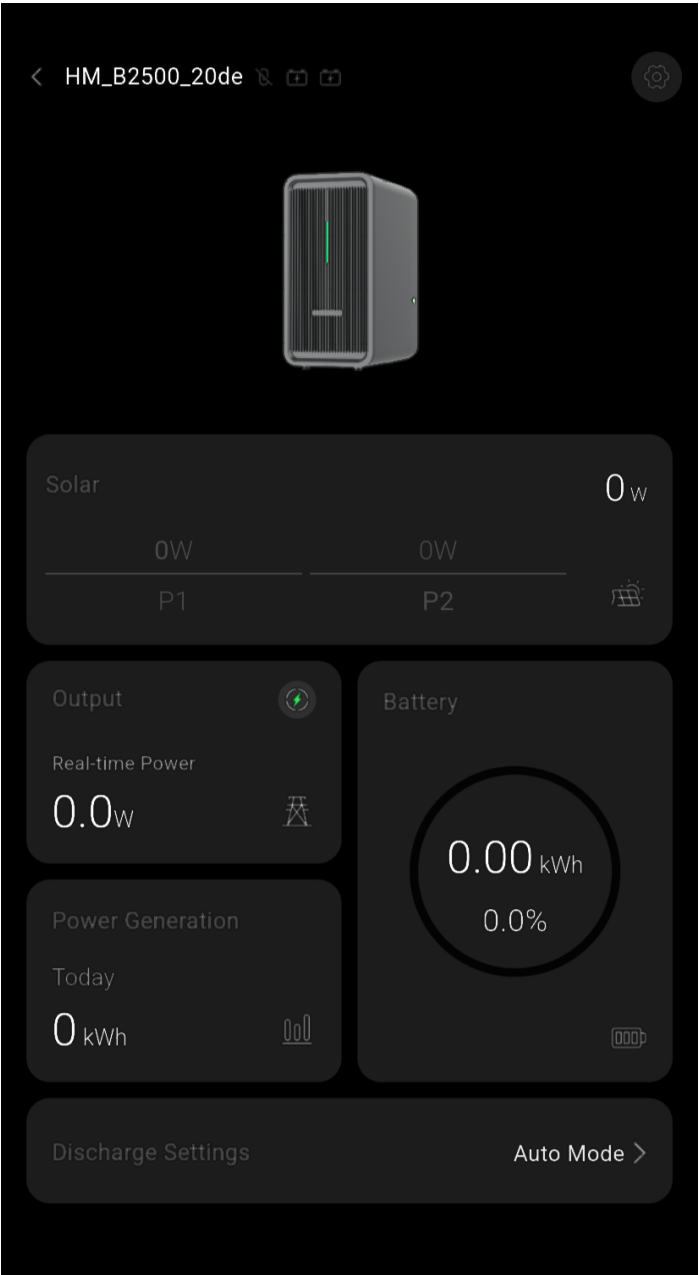 HM_B2500_20de
Solar
0 W
0W
0W
P1
P2
Output
Real-time Power
0.0W
Battery
0.00 kWh
0.0%
Power Generation
Today
0 kWh
Discharge Settings
Auto Mode